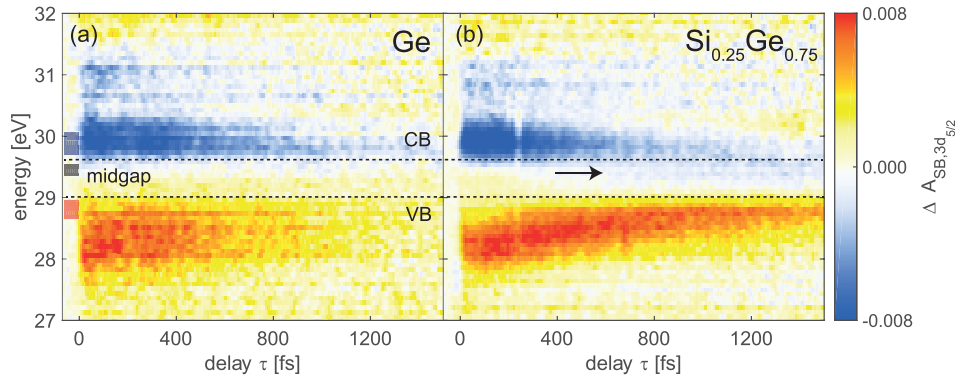 (a) Ge
(b) Si0.25Ge0.75
32
31
30
29
28
27
energy [eV]
CB
midgap
VB
0 400 800 1200
0 400 800 1200
delay τ [fs]
delay τ [fs]
0.008
0.000
-0.008
Δ ASB,3d5/2